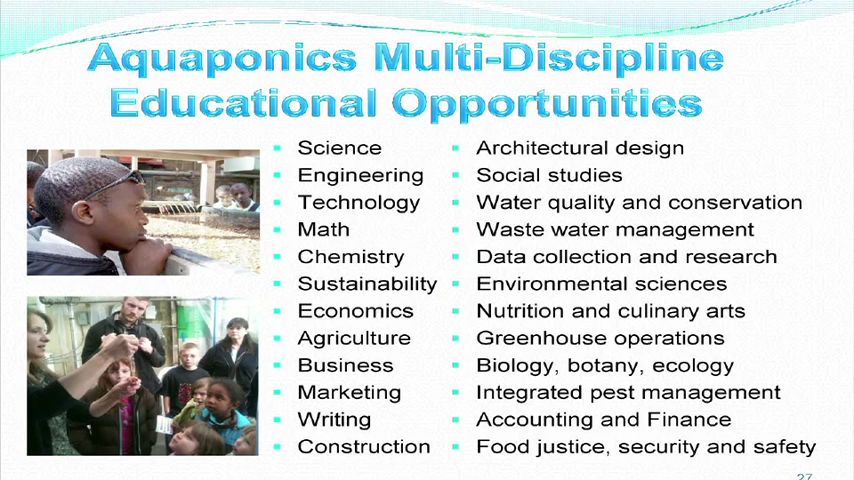 Aquaponics Multi-Discipline
Educational Opportunities
Science
Engineering
Technology
Math
Chemistry
Sustainability
Economics
Agriculture
Business
Marketing
Writing
Construction
Architectural design
Social studies
Water quality and conservation
Waste water management
Data collection and research
Environmental sciences
Nutrition and culinary arts
Greenhouse operations
Biology, botany, ecology
Integrated pest management
Accounting and Finance
Food justice, security and safety
27